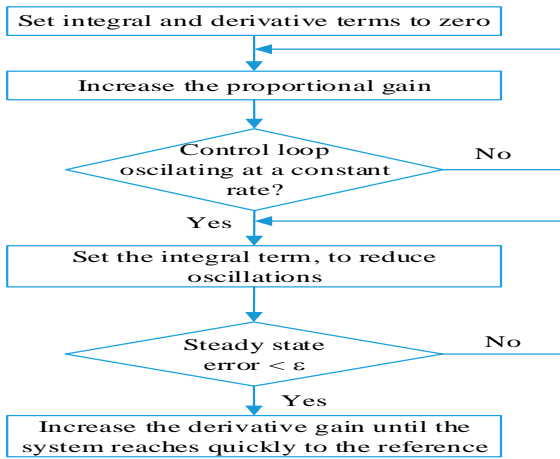 Set integral and derivative terms to zero
Increase the proportional gain
Control loop
oscilating at a constant
rate?
No
Yes
Set the integral term, to reduce
oscillations
Steady state
error < ε
No
Yes
Increase the derivative gain until the
system reaches quickly to the reference